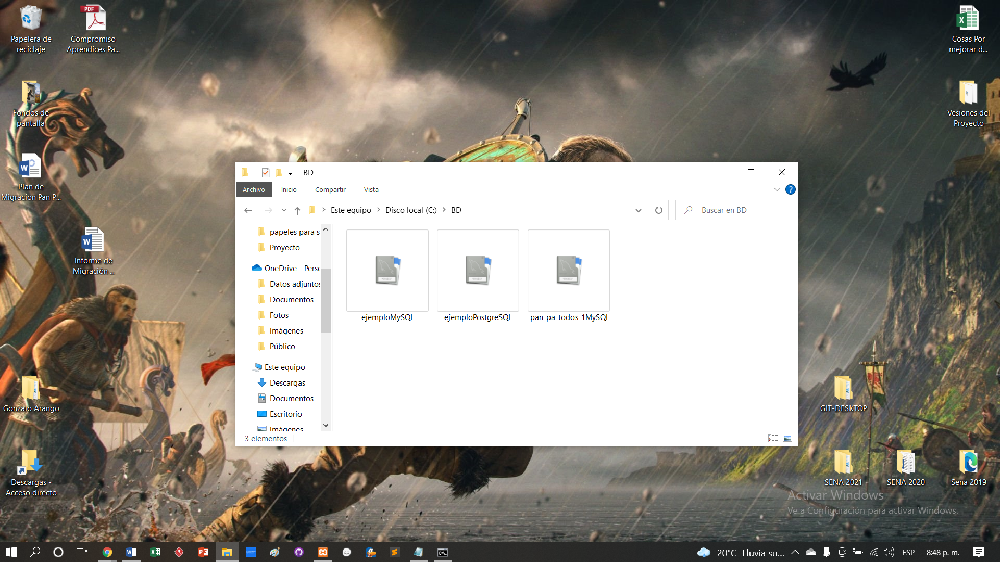 Papelera de
reciclaje
PDF
Compromiso
Aprendices Pa...
Cosas Por
mejorar d...
Fondos de
pantalla
Vesiones del
Proyecto
Plan de
Migracion Pan P...
Informe de
Migración ...
Gonzalo Arango
Descargas -
Acceso directo
GIT-DESKTOP
SENA 2021
SENA 2020
Sena 2019
BD
Archivo
Inicio
Compartir
Vista
Este equipo
Disco local (C:)
BD
Buscar en BD
papeles para s
Proyecto
OneDrive - Perso
Datos adjuntos
Documentos
Fotos
Imágenes
Público
Este equipo
Descargas
Documentos
Escritorio
Imágenes
ejemploMySQL
ejemploPostgreSQL
pan_pa_todos_1MySQl
3 elementos
Activar Windows
Ve a Configuración para activar Windows.
20°C Lluvia su...
ESP
8:48 p. m.